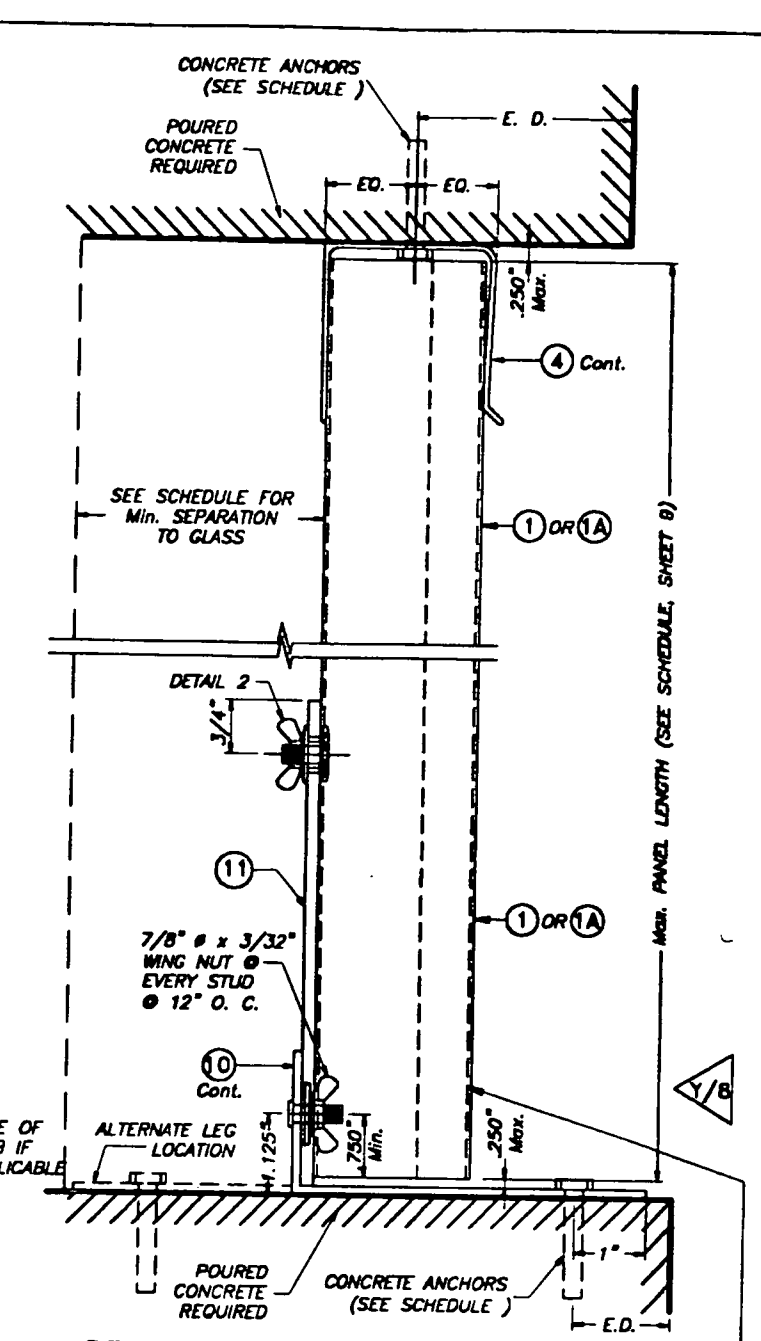 CONCRETE ANCHORS
(SEE SCHEDULE )
E. D.
POURED
CONCRETE
REQUIRED
EQ.
EQ.
.250"
Max.
4 Cont.
SEE SCHEDULE FOR
Min. SEPARATION
TO GLASS
1 OR 1A
Max. PANEL LENGTH (SEE SCHEDULE, SHEET 8)
DETAIL 2
3/4"
11
1 OR 1A
7/8" ø x 3/32"
WING NUT @
EVERY STUD
@ 12" O. C.
10
Cont.
Y/8
E OF
IF
LICABLE
ALTERNATE LEG
LOCATION
1.125"
.750"
Min.
.250"
Max.
POURED
CONCRETE
REQUIRED
CONCRETE ANCHORS
(SEE SCHEDULE )
1"
E.D.